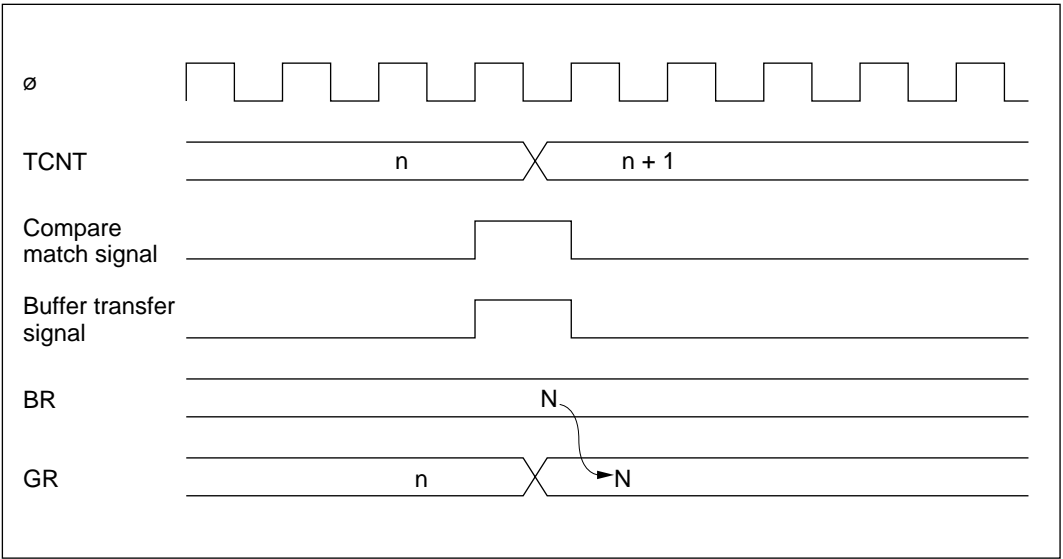 ø
TCNT
n
n + 1
Compare
match signal
Buffer transfer
signal
BR
N
GR
n
N